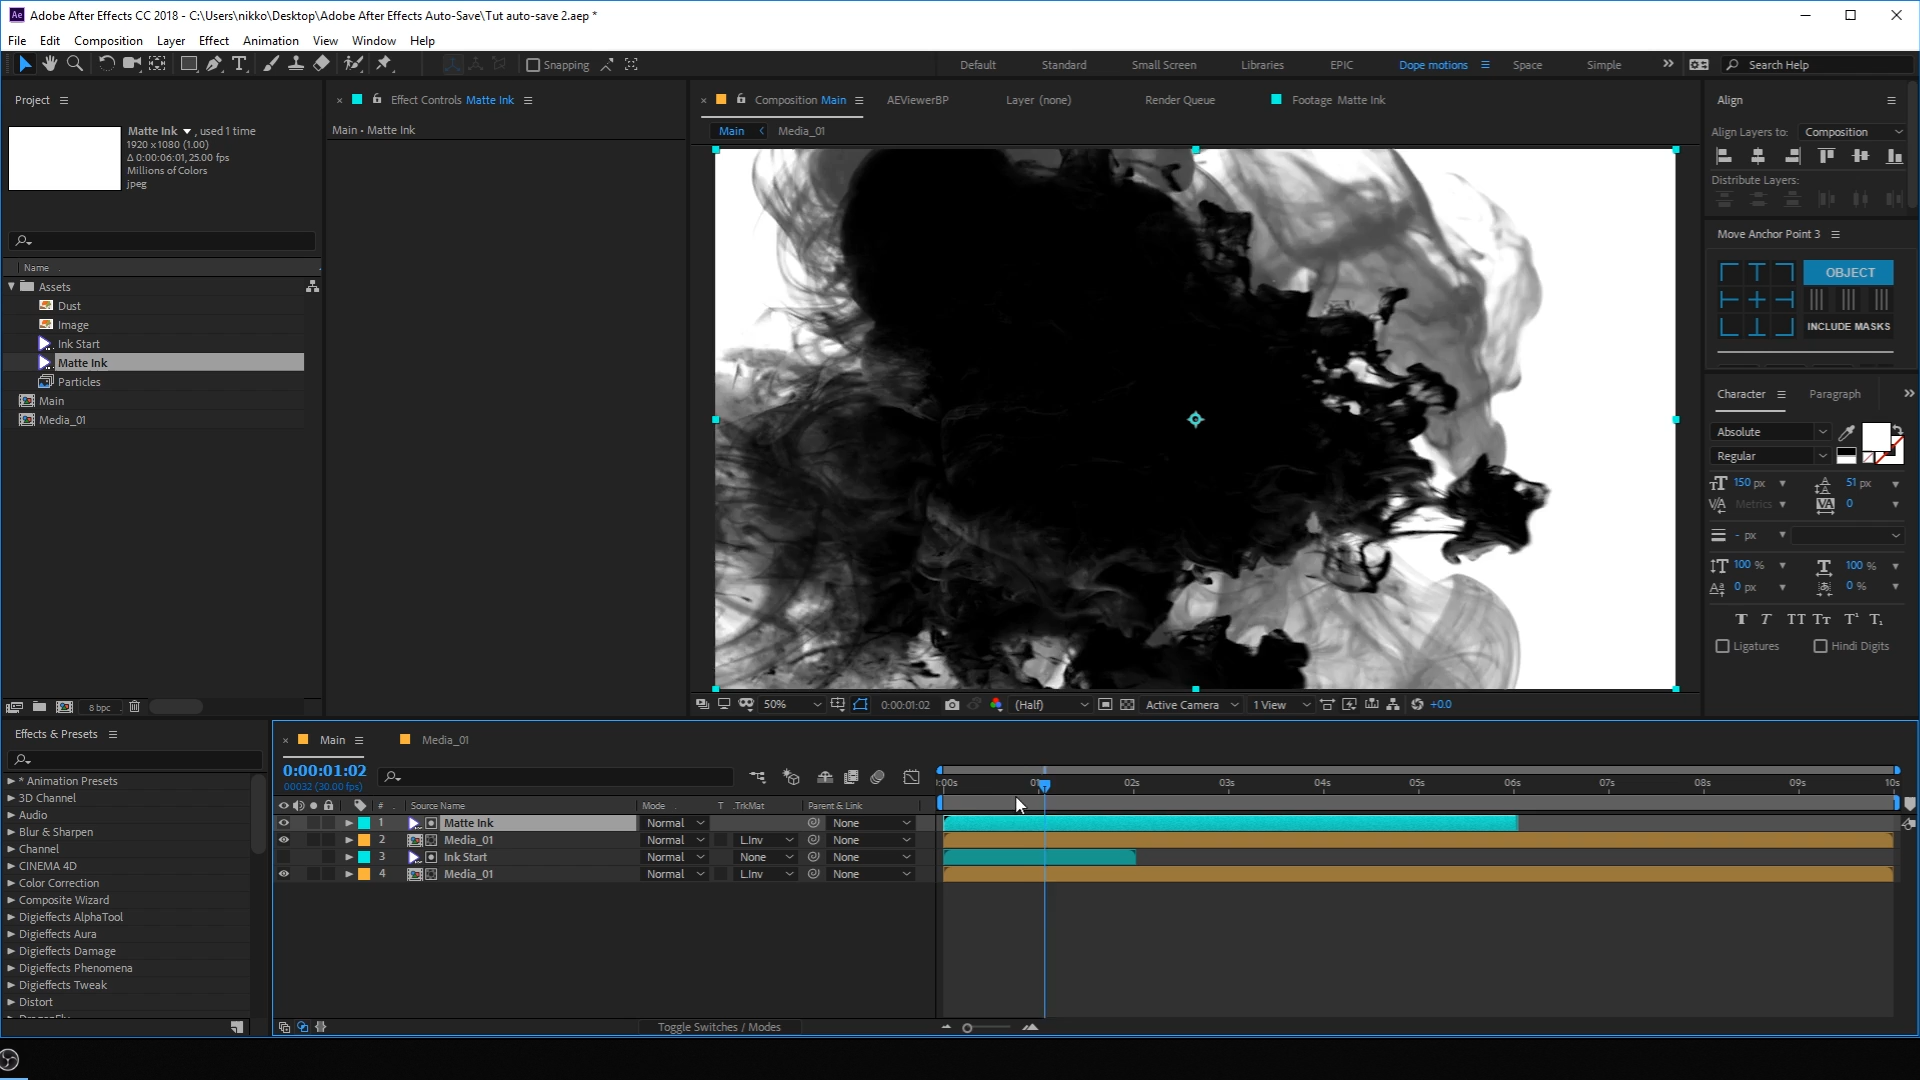 Adobe After Effects CC 2018 - C:\Users\nikko\Desktop\Adobe After Effects Auto-Save\Tut auto-save 2.aep *
File Edit Composition Layer Effect Animation View Window Help
Snapping Default Standard Small Screen Libraries EPIC Dope motions Space Simple Search Help
Project
Effect Controls Matte Ink
Composition Main AEViewerBP Layer (none) Render Queue Footage Matte Ink
Align
Matte Ink , used 1 time
1920 x 1080 (1.00)
Δ 0:00:06:01, 25.00 fps
Millions of Colors
jpeg
Main • Matte Ink
Main Media_01
Align Layers to: Composition
Distribute Layers:
Move Anchor Point 3
OBJECT
INCLUDE MASKS
Name
Assets
Dust
Image
Ink Start
Matte Ink
Particles
Main
Media_01
Character Paragraph
Absolute
Regular
150 px 51 px
Metrics 0
- px
100 % 100 %
0 px 0 %
Ligatures Hindi Digits
8 bpc
50% 0:00:01:02 (Half) Active Camera 1 View +0.0
Effects & Presets
* Animation Presets
3D Channel
Audio
Blur & Sharpen
Channel
CINEMA 4D
Color Correction
Composite Wizard
Digieffects AlphaTool
Digieffects Aura
Digieffects Damage
Digieffects Phenomena
Digieffects Tweak
Distort
Main Media_01
0:00:01:02
00032 (30.00 fps)
# Source Name Mode T .TrkMat Parent & Link
1 Matte Ink Normal None
2 Media_01 Normal L.Inv None
3 Ink Start Normal None None
4 Media_01 Normal L.Inv None
02s 03s 04s 05s 06s 07s 08s 09s 10s
Toggle Switches / Modes